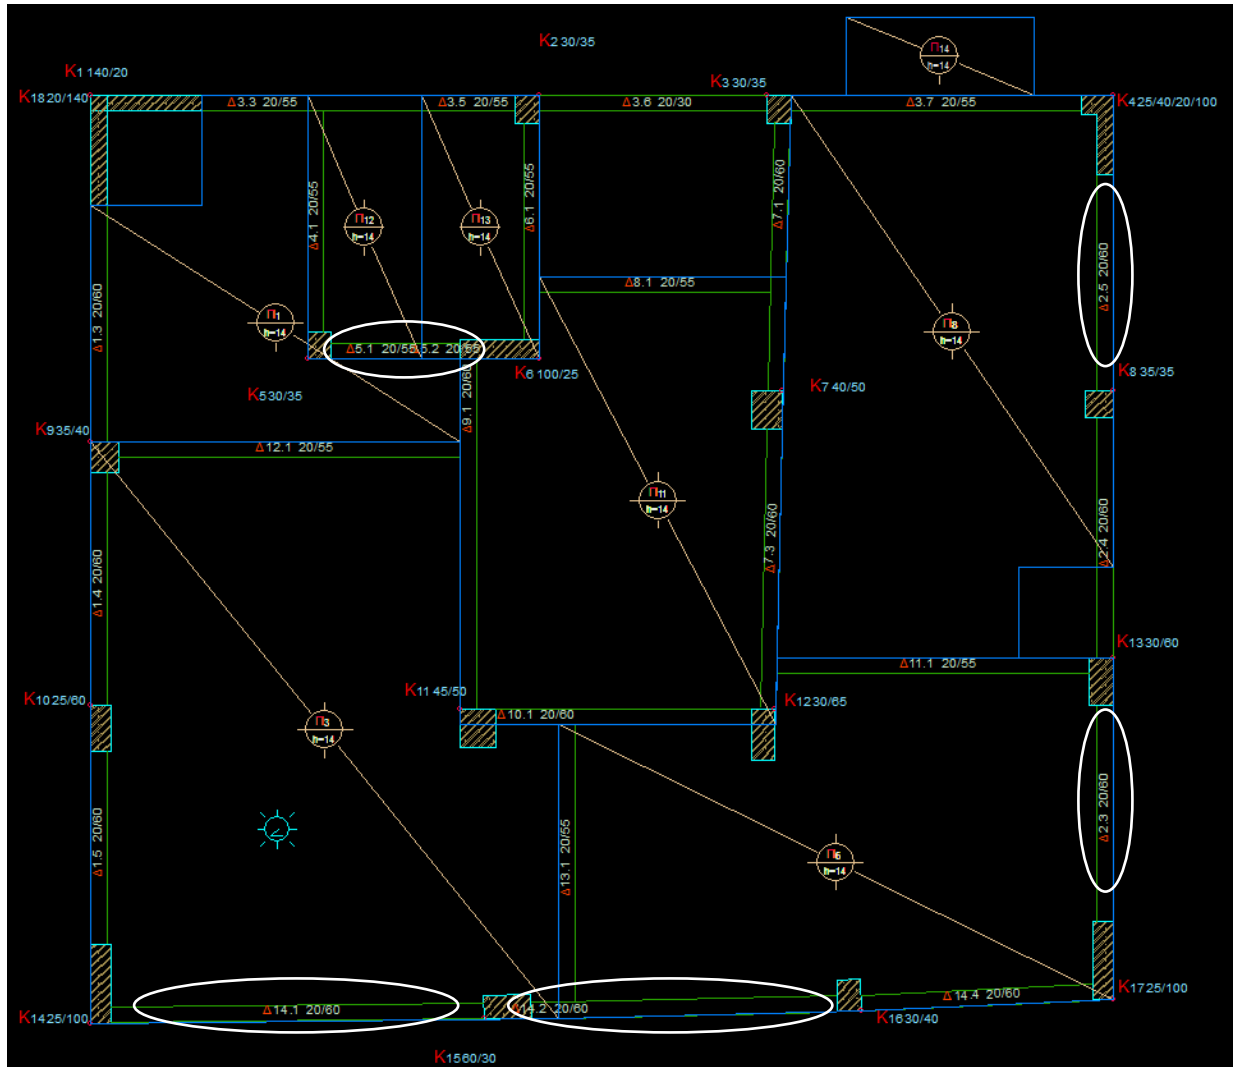 K2 30/35
Π14
h=14
K1 140/20
K3 30/35
K18 20/140
Δ3.3 20/55
Δ3.5 20/55
Δ3.6 20/30
Δ3.7 20/55
K4 25/40/20/100
Δ4.1 20/55
Π12
h=14
Π13
h=14
Δ6.1 20/55
Δ7.1 20/60
Δ2.5 20/60
Δ8.1 20/55
Δ1.3 20/60
Π1
h=14
Π8
h=14
Δ5.1 20/55
5.2 20/55
K6 100/25
K5 30/35
Δ9.1 20/60
K7 40/50
K8 35/35
K9 35/40
Δ12.1 20/55
Π11
h=14
Δ7.3 20/60
Δ2.4 20/60
Δ1.4 20/60
K13 30/60
Δ11.1 20/55
K10 25/60
K11 45/50
K12 30/65
Δ10.1 20/60
Π3
h=14
Δ2.3 20/60
Δ1.5 20/60
Δ13.1 20/55
Π6
h=14
K17 25/100
Δ14.4 20/60
Δ14.1 20/60
Δ14.2 20/60
K14 25/100
K16 30/40
K15 60/30